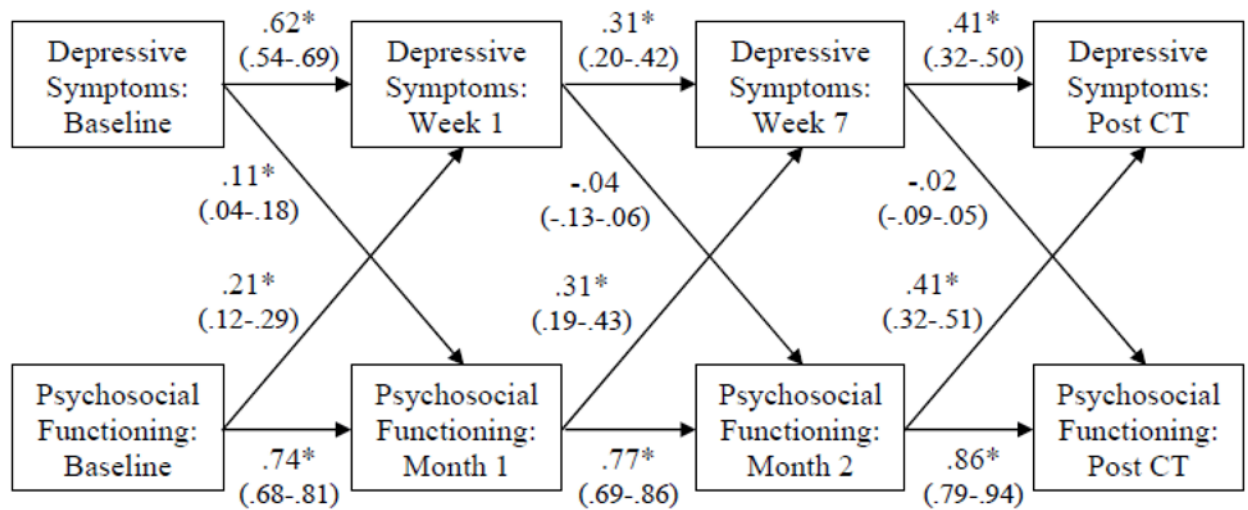 .62*
(.54-.69)
.31*
(.20-.42)
.41*
(.32-.50)
Depressive
Symptoms:
Baseline
Depressive
Symptoms:
Week 1
Depressive
Symptoms:
Week 7
Depressive
Symptoms:
Post CT
.11*
(.04-.18)
-.04
(-.13-.06)
-.02
(-.09-.05)
.21*
(.12-.29)
.31*
(.19-.43)
.41*
(.32-.51)
Psychosocial
Functioning:
Baseline
Psychosocial
Functioning:
Month 1
Psychosocial
Functioning:
Month 2
Psychosocial
Functioning:
Post CT
.74*
(.68-.81)
.77*
(.69-.86)
.86*
(.79-.94)